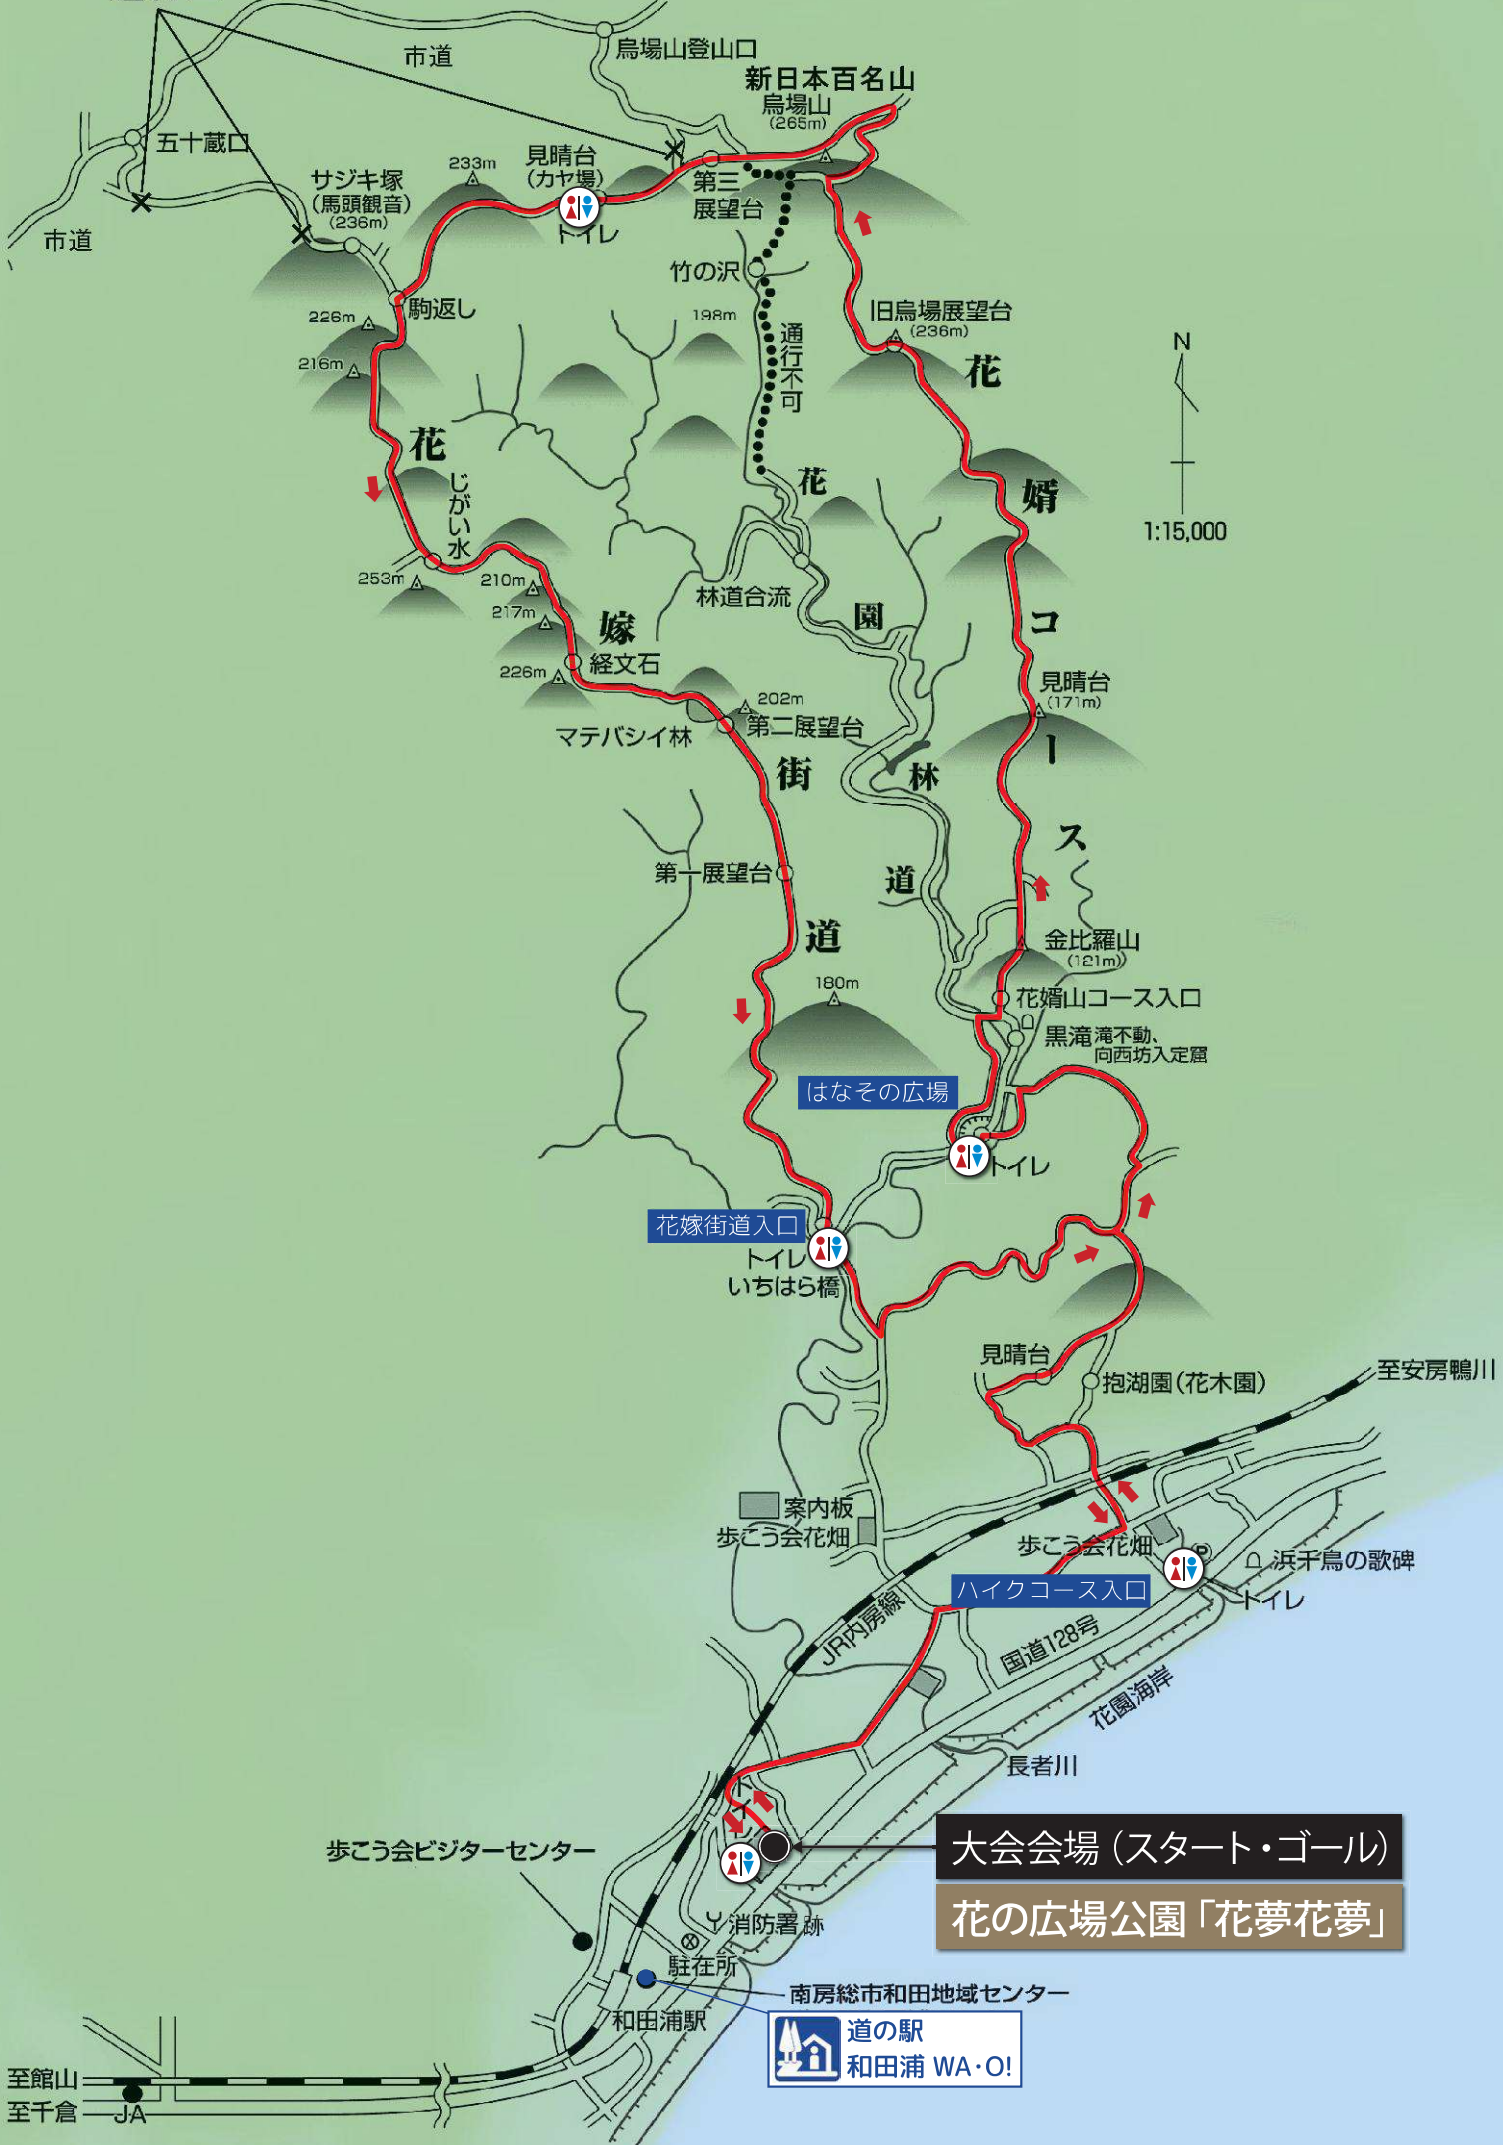 市道
烏場山登山口
新日本百名山
烏場山
(265m)
五十蔵口
サジキ塚
(馬頭観音)
(236m)
233m
見晴台
(カヤ場)
トイレ
第三
展望台
市道
竹の沢
駒返し
226m
216m
198m
通行不可
旧烏場展望台
(236m)
N
1:15,000
花
嫁
街
道
花
園
林
道
花
婿
コ
ー
ス
じがい水
253m
210m
217m
226m
経文石
林道合流
マテバシイ林
202m
第二展望台
見晴台
(171m)
第一展望台
180m
金比羅山
(121m)
花婿山コース入口
黒滝 滝不動、
向西坊入定窟
はなその広場
トイレ
花嫁街道入口
トイレ
いちはら橋
見晴台
抱湖園(花木園)
至安房鴨川
案内板
歩こう会花畑
歩こう会花畑
P
浜千鳥の歌碑
トイレ
ハイクコース入口
JR内房線
国道128号
花園海岸
長者川
トイレ
大会会場(スタート・ゴール)
花の広場公園「花夢花夢」
歩こう会ビジターセンター
消防署跡
駐在所
南房総市和田地域センター
和田浦駅
道の駅
和田浦 WA・O!
至館山
至千倉
JA